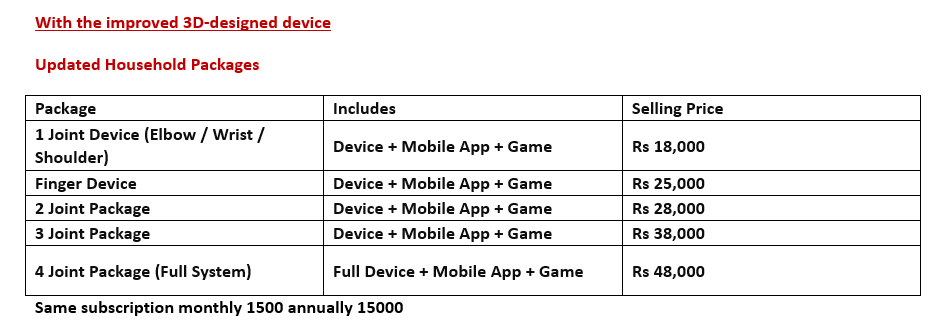 With the improved 3D-designed device
Updated Household Packages
Package Includes Selling Price
1 Joint Device (Elbow / Wrist /
Shoulder) Device + Mobile App + Game Rs 18,000
Finger Device Device + Mobile App + Game Rs 25,000
2 Joint Package Device + Mobile App + Game Rs 28,000
3 Joint Package Device + Mobile App + Game Rs 38,000
4 Joint Package (Full System) Full Device + Mobile App + Game Rs 48,000
Same subscription monthly 1500 annually 15000